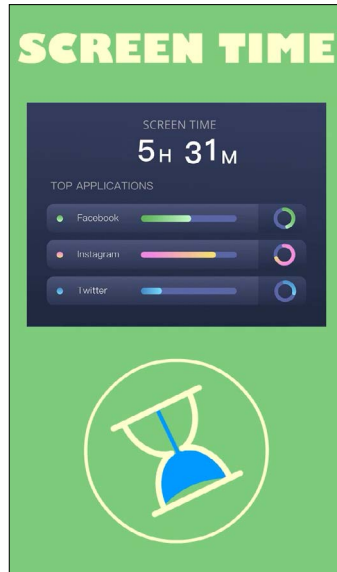 SCREEN TIME
SCREEN TIME
5H 31M
TOP APPLICATIONS
Facebook
Instagram
Twitter